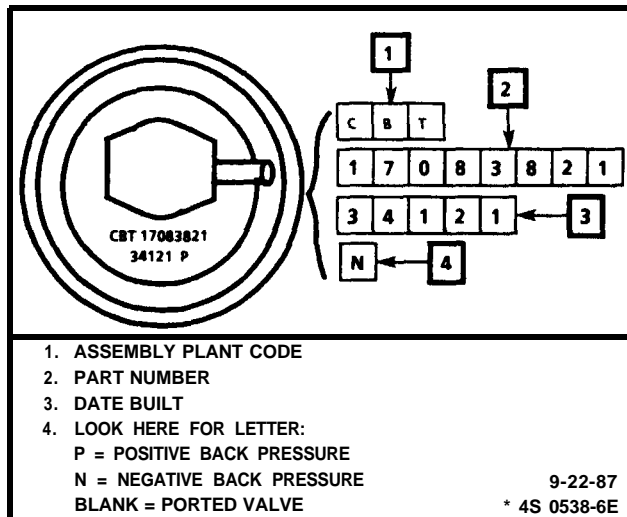 1
2
C B T
1 7 0 8 3 8 2 1
3 4 1 2 1
3
N
4
CBT 17083821
34121 P
1. ASSEMBLY PLANT CODE
2. PART NUMBER
3. DATE BUILT
4. LOOK HERE FOR LETTER:
P = POSITIVE BACK PRESSURE
N = NEGATIVE BACK PRESSURE
BLANK = PORTED VALVE
9-22-87
* 4S 0538-6E